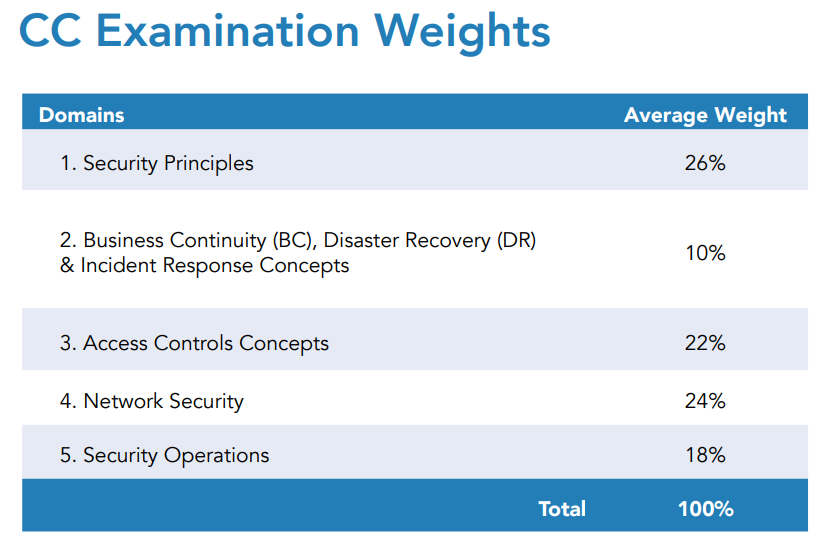 CC Examination Weights
Domains Average Weight
1. Security Principles 26%
2. Business Continuity (BC), Disaster Recovery (DR)
& Incident Response Concepts 10%
3. Access Controls Concepts 22%
4. Network Security 24%
5. Security Operations 18%
Total 100%